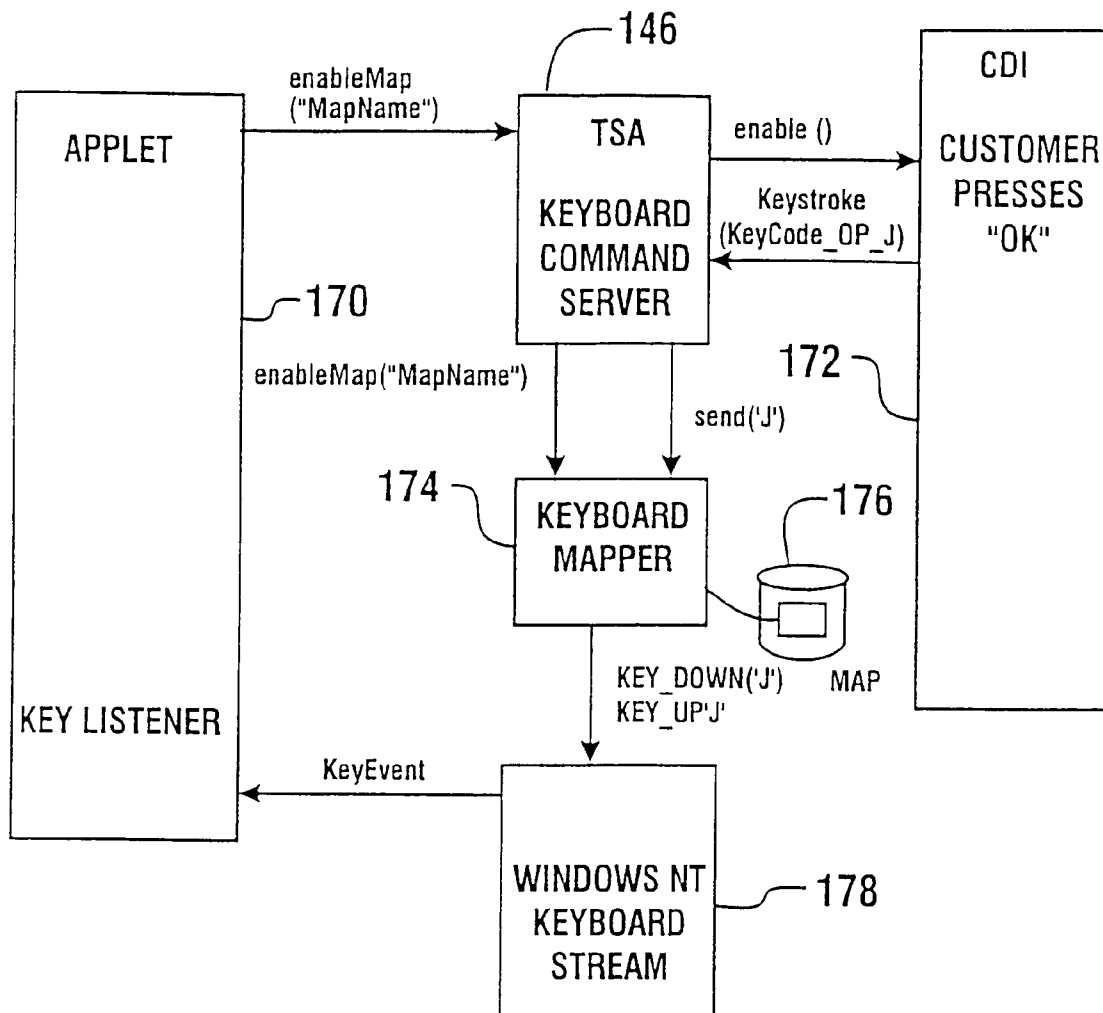 146
enableMap
("MapName")
APPLET
TSA
KEYBOARD
COMMAND
SERVER
enable ()
Keystroke
(KeyCode_OP_J)
CDI
CUSTOMER
PRESSES
"OK"
170
172
enableMap("MapName")
send('J')
174
KEYBOARD
MAPPER
176
MAP
KEY_DOWN('J')
KEY_UP'J'
KEY LISTENER
KeyEvent
WINDOWS NT
KEYBOARD
STREAM
178